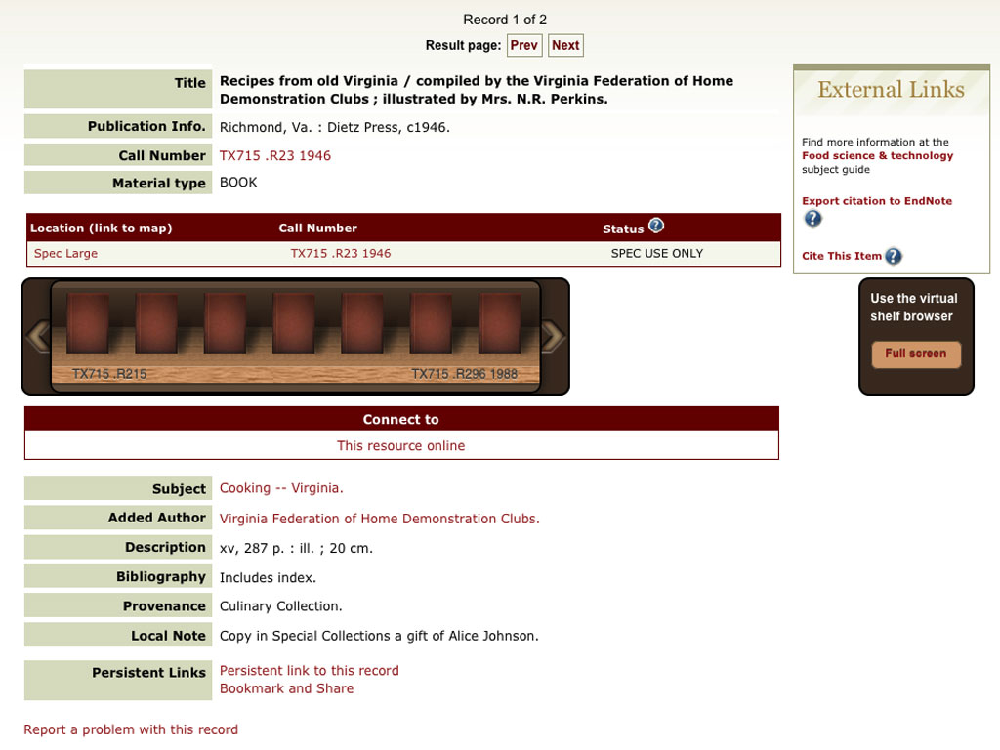 Record 1 of 2
Result page: Prev Next
Title Recipes from old Virginia / compiled by the Virginia Federation of Home
Demonstration Clubs ; illustrated by Mrs. N.R. Perkins.
Publication Info. Richmond, Va. : Dietz Press, c1946.
Call Number TX715 .R23 1946
Material type BOOK
External Links
Find more information at the
Food science & technology
subject guide
Export citation to EndNote
?
Cite This Item ?
Location (link to map) Call Number Status ?
Spec Large TX715 .R23 1946 SPEC USE ONLY
TX715 .R215 TX715 .R296 1988
Use the virtual
shelf browser
Full screen
Connect to
This resource online
Subject Cooking -- Virginia.
Added Author Virginia Federation of Home Demonstration Clubs.
Description xv, 287 p. : ill. ; 20 cm.
Bibliography Includes index.
Provenance Culinary Collection.
Local Note Copy in Special Collections a gift of Alice Johnson.
Persistent Links Persistent link to this record
Bookmark and Share
Report a problem with this record